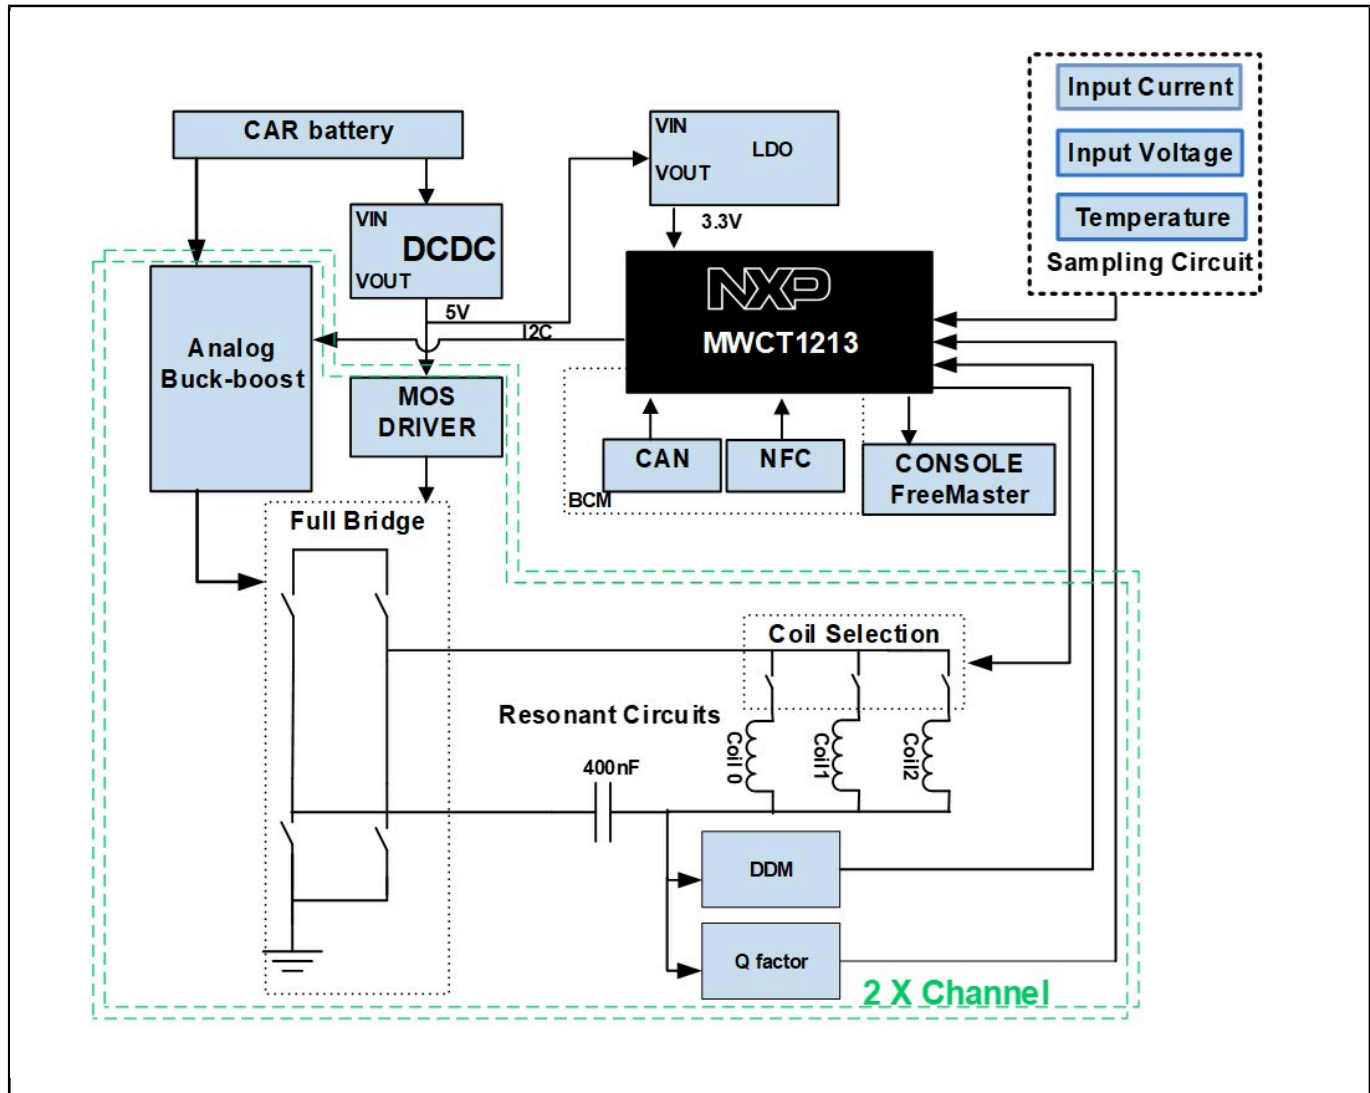 Input Current
Input Voltage
Temperature
Sampling Circuit
CAR battery
VIN
LDO
VOUT
3.3V
VIN
DCDC
VOUT
5V
I2C
NXP
MWCT1213
Analog
Buck-boost
MOS
DRIVER
CAN
NFC
BCM
CONSOLE
FreeMaster
Full Bridge
Coil Selection
Resonant Circuits
400nF
Coil 0
Coil1
Coil2
DDM
Q factor
2 X Channel